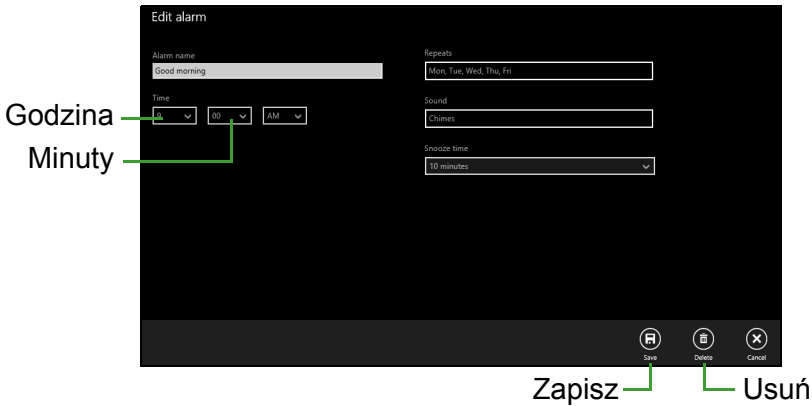 Edit alarm
Alarm name
Good morning
Repeats
Mon, Tue, Wed, Thu, Fri
Time
Godzina
00
AM
Sound
Chimes
Minuty
Snooze time
10 minutes
Save
Delete
Cancel
Zapisz
Usuń